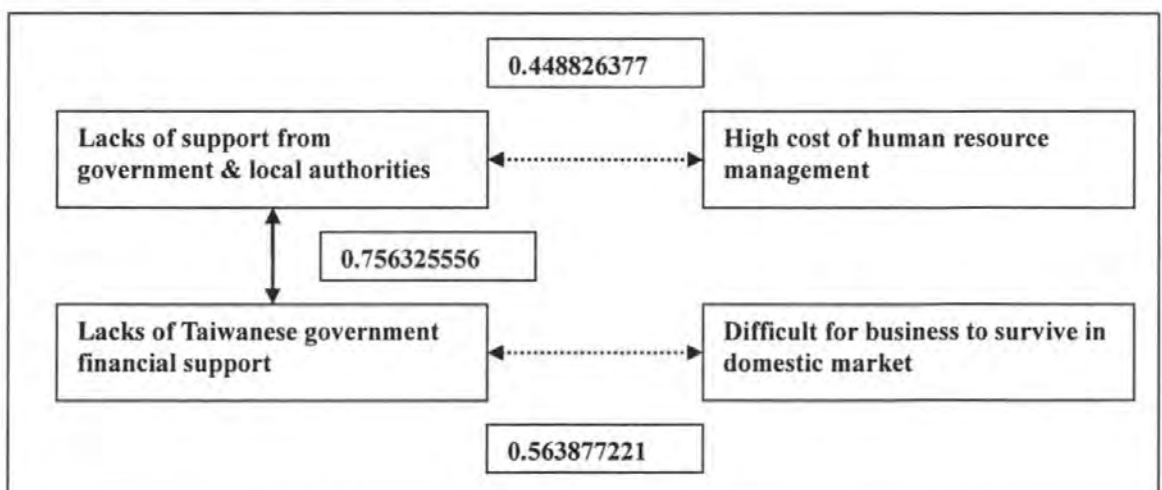 0.448826377
Lacks of support from
government & local authorities
High cost of human resource
management
0.756325556
Lacks of Taiwanese government
financial support
Difficult for business to survive in
domestic market
0.563877221